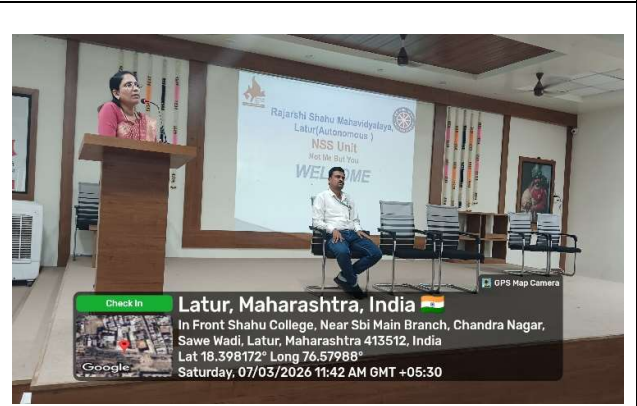 Rajarshi Shahu Mahavidyalaya,
Latur(Autonomous )
NSS Unit
Not Me But You
WELCOME
GPS Map Camera
Check In
Latur, Maharashtra, India
In Front Shahu College, Near Sbi Main Branch, Chandra Nagar,
Sawe Wadi, Latur, Maharashtra 413512, India
Lat 18.398172° Long 76.57988°
Saturday, 07/03/2026 11:42 AM GMT +05:30
Google